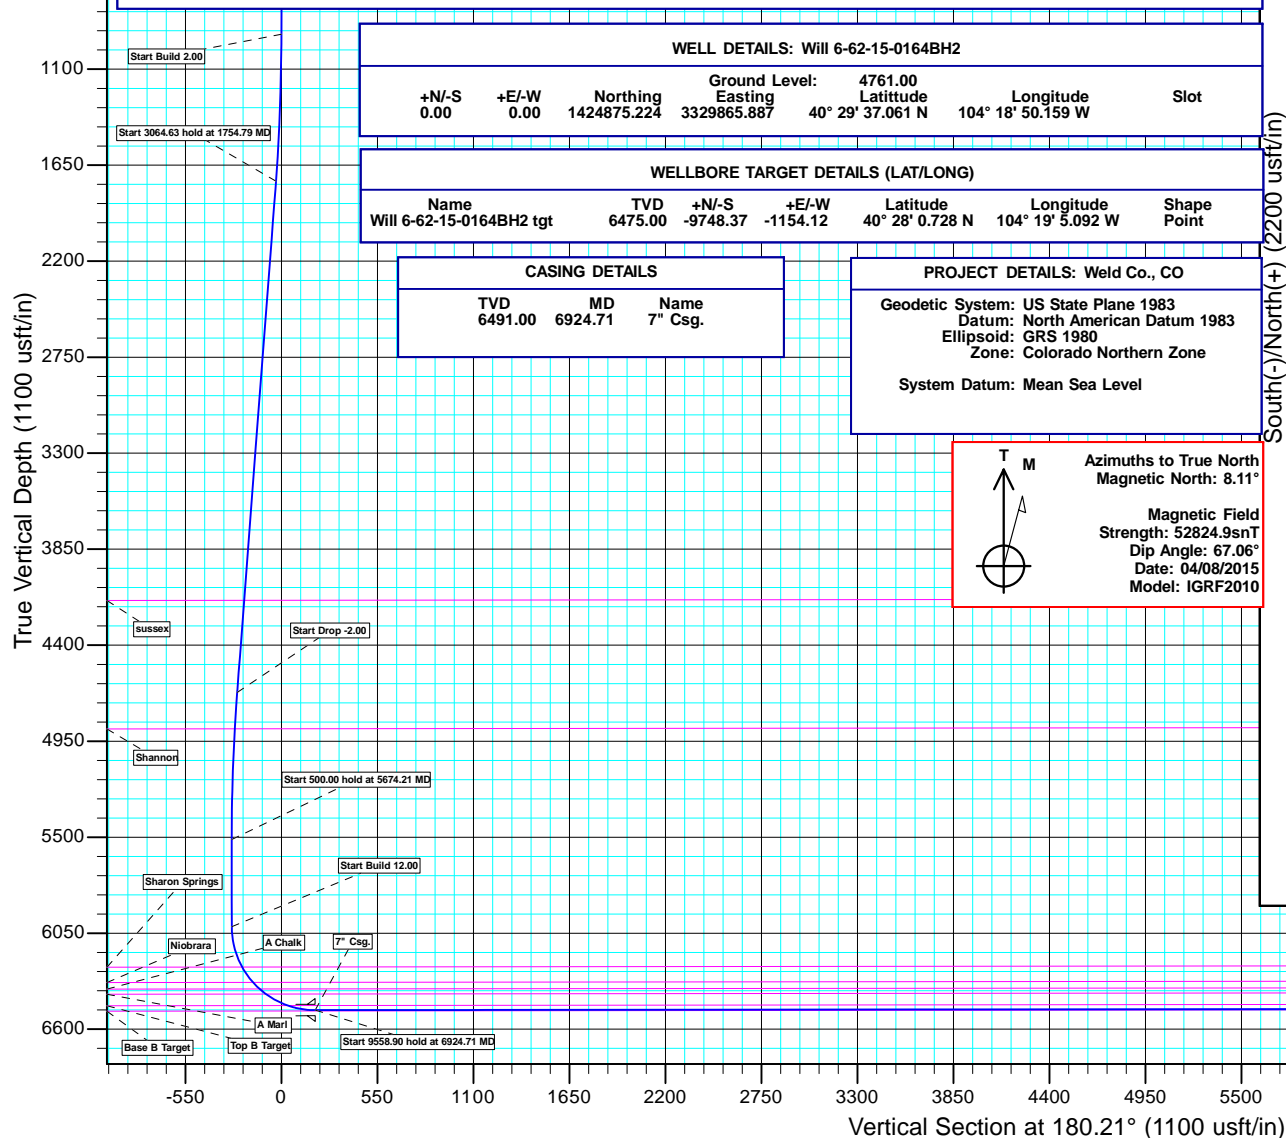 WELL DETAILS: Will 6-62-15-0164BH2
Ground Level: 4761.00
+N/-S +E/-W Northing Easting Latittude Longitude Slot
0.00 0.00 1424875.224 3329865.887 40° 29' 37.061 N 104° 18' 50.159 W
WELLBORE TARGET DETAILS (LAT/LONG)
Name TVD +N/-S +E/-W Latitude Longitude Shape
Will 6-62-15-0164BH2 tgt 6475.00 -9748.37 -1154.12 40° 28' 0.728 N 104° 19' 5.092 W Point
CASING DETAILS
TVD MD Name
6491.00 6924.71 7" Csg.
PROJECT DETAILS: Weld Co., CO
Geodetic System: US State Plane 1983
Datum: North American Datum 1983
Ellipsoid: GRS 1980
Zone: Colorado Northern Zone
System Datum: Mean Sea Level
T M
Azimuths to True North
Magnetic North: 8.11°
Magnetic Field
Strength: 52824.9snT
Dip Angle: 67.06°
Date: 04/08/2015
Model: IGRF2010
South(-)/North(+) (2200 usft/in)
True Vertical Depth (1100 usft/in)
1100
1650
2200
2750
3300
3850
4400
4950
5500
6050
6600
Start Build 2.00
Start 3064.63 hold at 1754.79 MD
sussex
Start Drop -2.00
Shannon
Start 500.00 hold at 5674.21 MD
Start Build 12.00
Sharon Springs
Niobrara
A Chalk
7" Csg.
A Marl
Base B Target
Top B Target
Start 9558.90 hold at 6924.71 MD
-550 0 550 1100 1650 2200 2750 3300 3850 4400 4950 5500
Vertical Section at 180.21° (1100 usft/in)